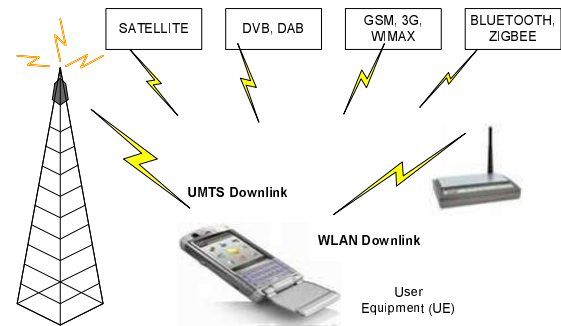 SATELLITE
DVB, DAB
GSM, 3G,
WIMAX
BLUETOOTH,
ZIGBEE
UMTS Downlink
WLAN Downlink
User
Equipment (UE)